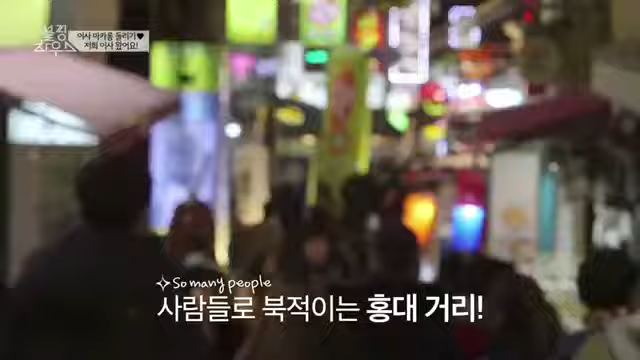 이사 마카롱 돌리기♥
저희 이사 왔어요!
So many people
사람들로 북적이는 홍대 거리!